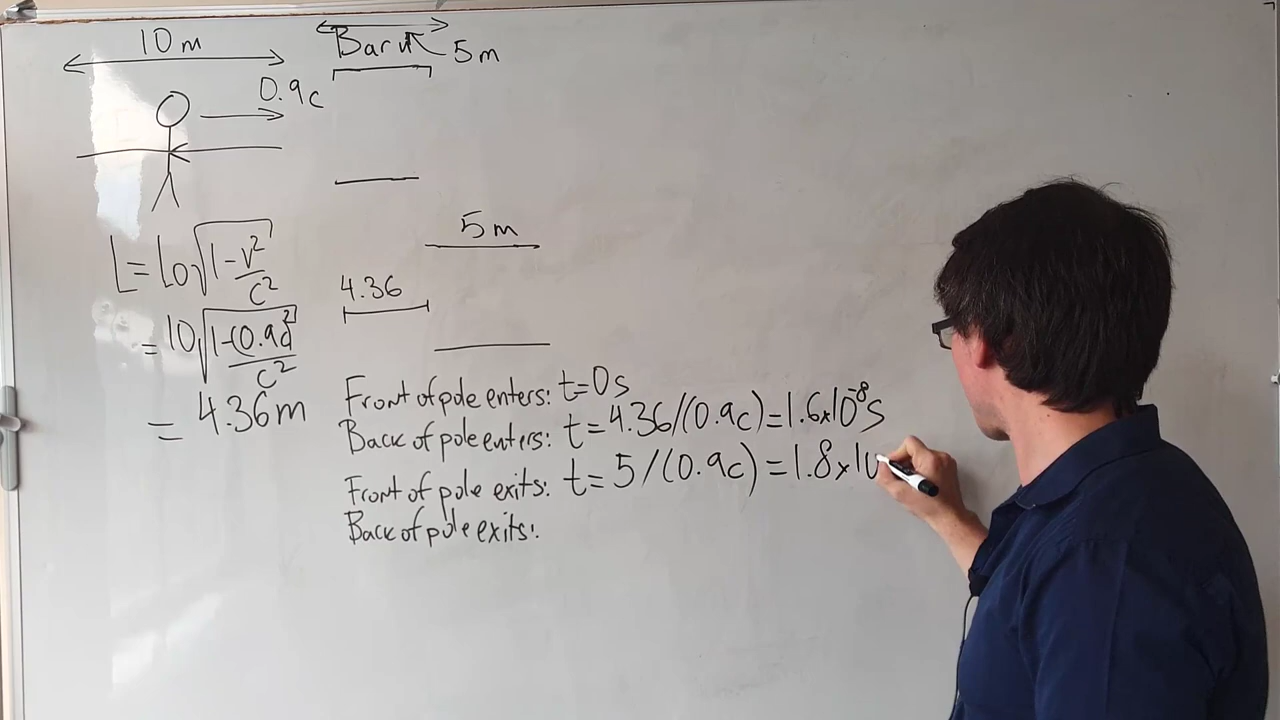 10m
Barn
5m
0.9c
L=L0√1-v²/c²
=10√1-(0.9c)²/c²
=4.36m
5m
4.36
Front of pole enters: t=0s
Back of pole enters: t=4.36/(0.9c)=1.6×10⁻⁸s
Front of pole exits: t=5/(0.9c)=1.8×10
Back of pole exits: